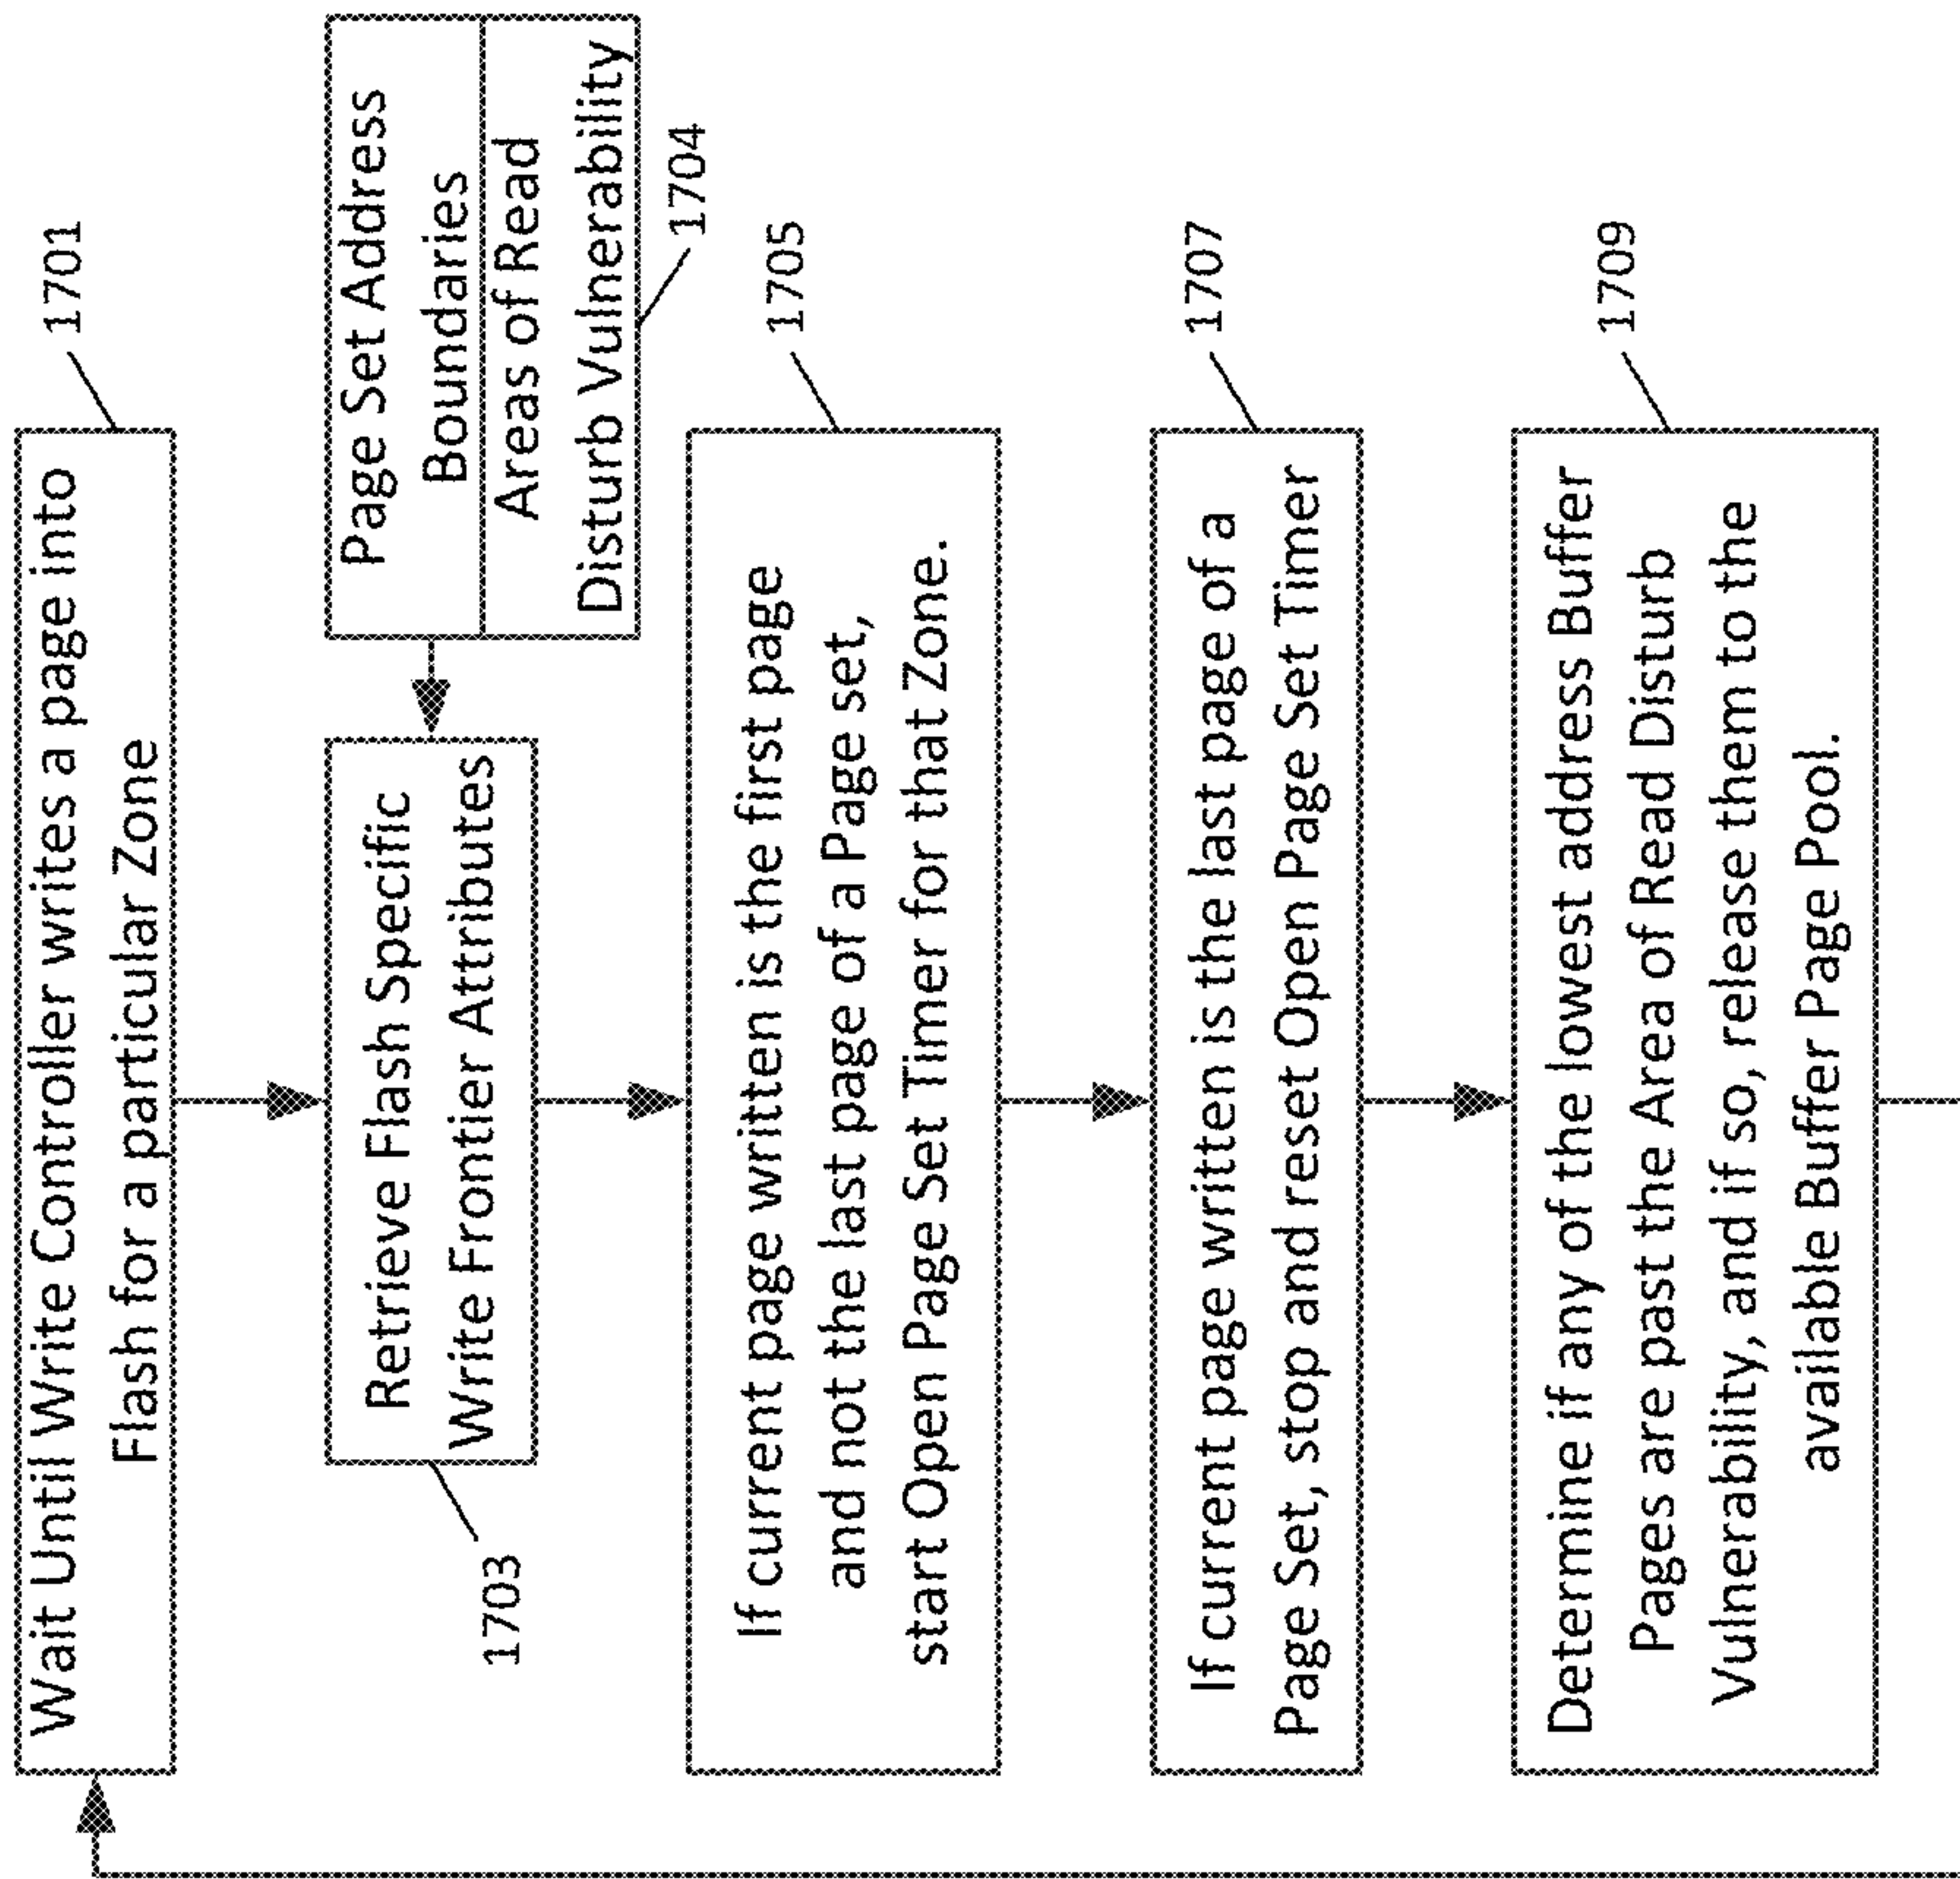 Wait Until Write Controller writes a page into
Flash for a particular Zone
1701
Page Set Address
Boundaries
Areas of Read
Disturb Vulnerability
1704
Retrieve Flash Specific
Write Frontier Attributes
1703
If current page written is the first page
and not the last page of a Page set,
start Open Page Set Timer for that Zone.
1705
If current page written is the last page of a
Page Set, stop and reset Open Page Set Timer
1707
Determine if any of the lowest address Buffer
Pages are past the Area of Read Disturb
Vulnerability, and if so, release them to the
available Buffer Page Pool.
1709